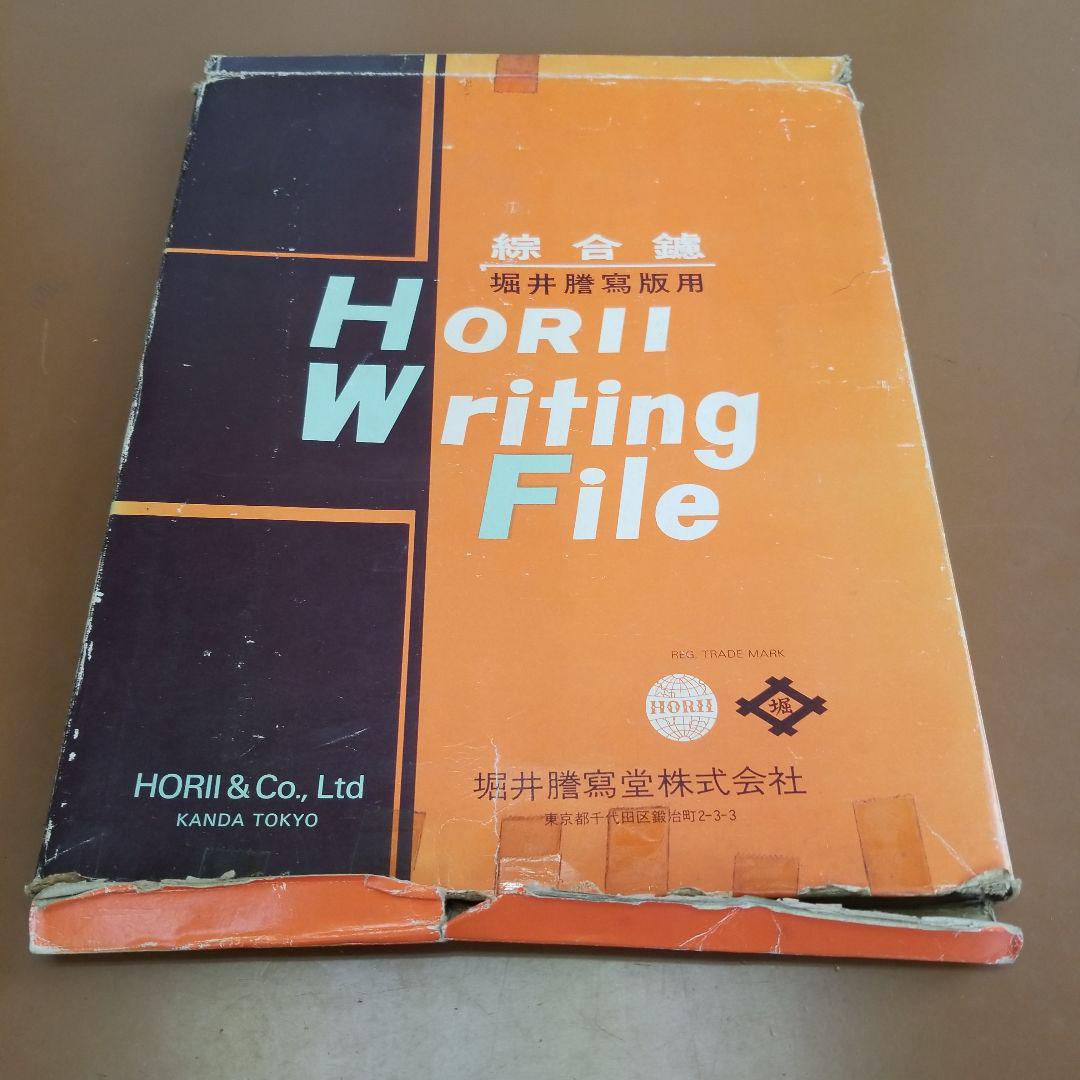 綜合鑢
堀井謄寫版用
HORII
Writing
File
REG. TRADE MARK
HORII
堀
HORII & Co., Ltd
KANDA TOKYO
堀井謄寫堂株式会社
東京都千代田区鍛冶町2-3-3